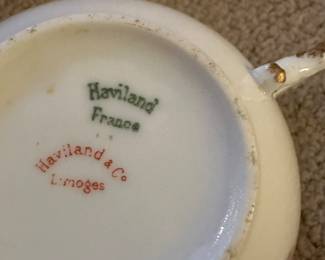 Haviland
France
Haviland & Co
Limoges